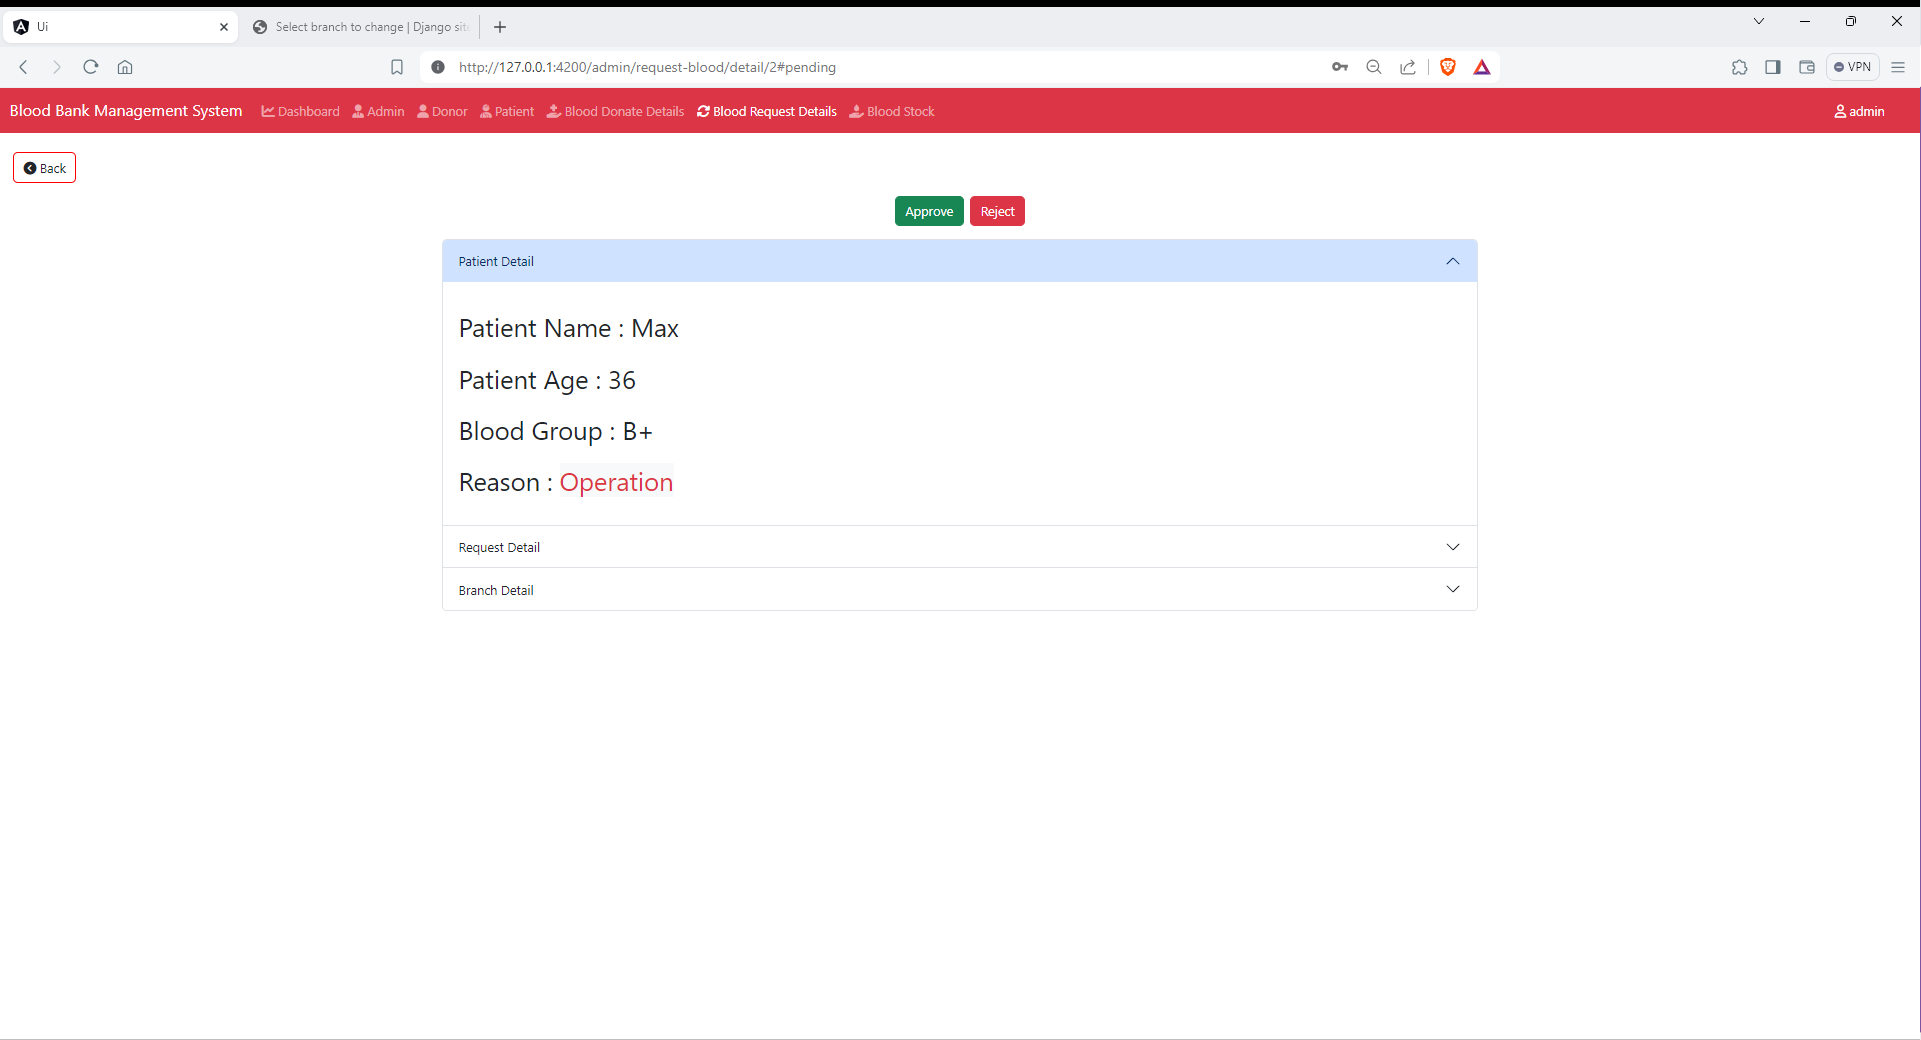 Ui
Select branch to change | Django sit
http://127.0.0.1:4200/admin/request-blood/detail/2#pending
VPN
Blood Bank Management System Dashboard Admin Donor Patient Blood Donate Details Blood Request Details Blood Stock admin
Back
Approve Reject
Patient Detail
Patient Name : Max
Patient Age : 36
Blood Group : B+
Reason : Operation
Request Detail
Branch Detail